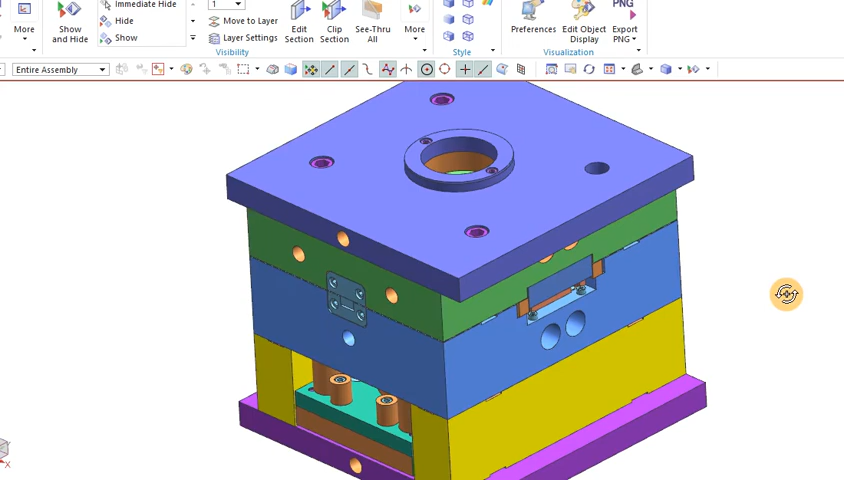 Immediate Hide
1
PNG
Hide
Move to Layer
More
Show
and Hide
Show
Layer Settings
Edit
Section
Clip
Section
See-Thru
All
More
Preferences
Edit Object
Display
Export
PNG
Visibility
Style
Visualization
Entire Assembly
X